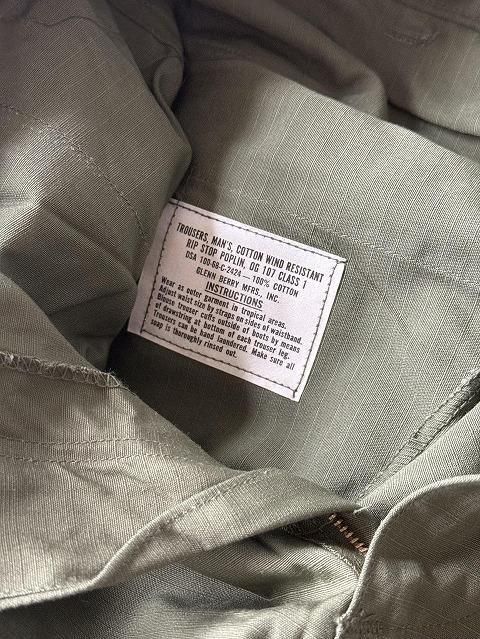 TROUSERS, MAN'S, COTTON WIND RESISTANT
RIP STOP POPLIN, OG 107 CLASS 1
DSA 100-68-C-2424—100% COTTON
GLENN BERRY MFRS., INC.
INSTRUCTIONS
Wear as outer garment in tropical areas.
Adjust waist size by straps on sides of waistband.
Blouse trouser cuffs outside of boots by means
of drawstring at bottom of each trouser leg.
trousers can be hand laundered. Make sure all
soap is thoroughly rinsed out.